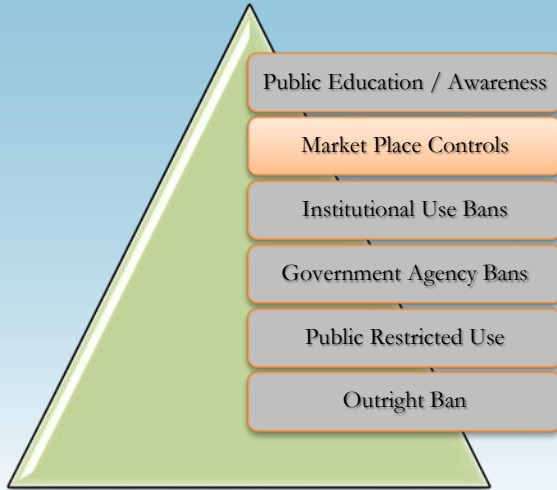 Public Education / Awareness
Market Place Controls
Institutional Use Bans
Government Agency Bans
Public Restricted Use
Outright Ban